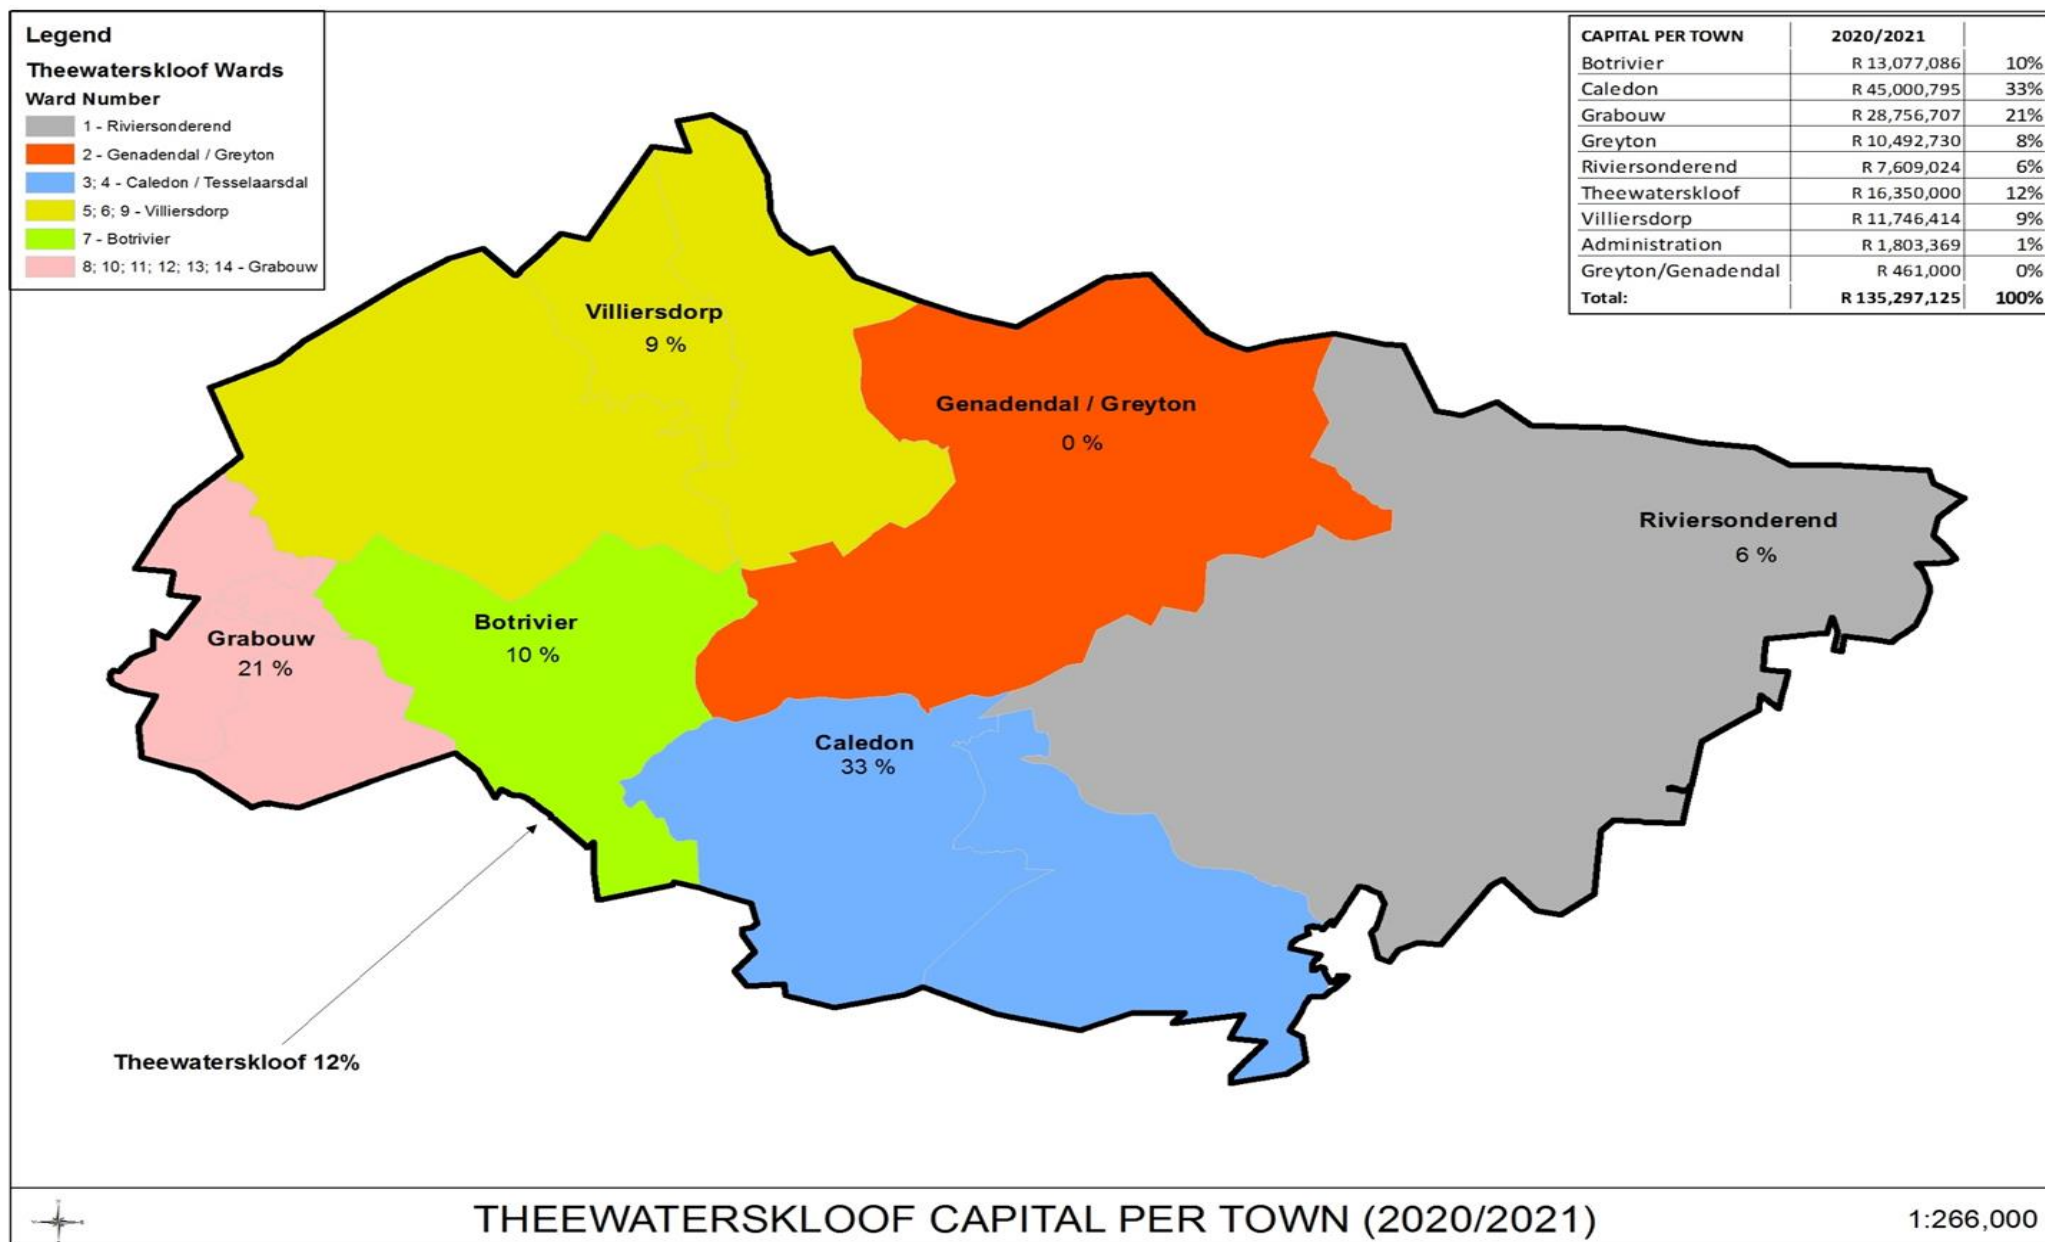 Legend
Theewaterskloof Wards
Ward Number
1 - Riviersonderend
2 - Genadendal / Greyton
3; 4 - Caledon / Tesselaarsdal
5; 6; 9 - Villiersdorp
7 - Botrivier
8; 10; 11; 12; 13; 14 - Grabouw
CAPITAL PER TOWN 2020/2021
Botrivier R 13,077,086 10%
Caledon R 45,000,795 33%
Grabouw R 28,756,707 21%
Greyton R 10,492,730 8%
Riviersonderend R 7,609,024 6%
Theewaterskloof R 16,350,000 12%
Villiersdorp R 11,746,414 9%
Administration R 1,803,369 1%
Greyton/Genadendal R 461,000 0%
Total: R 135,297,125 100%
Villiersdorp
9 %
Genadendal / Greyton
0 %
Riviersonderend
6 %
Botrivier
10 %
Grabouw
21 %
Caledon
33 %
Theewaterskloof 12%
THEEWATERSKLOOF CAPITAL PER TOWN (2020/2021)
1:266,000